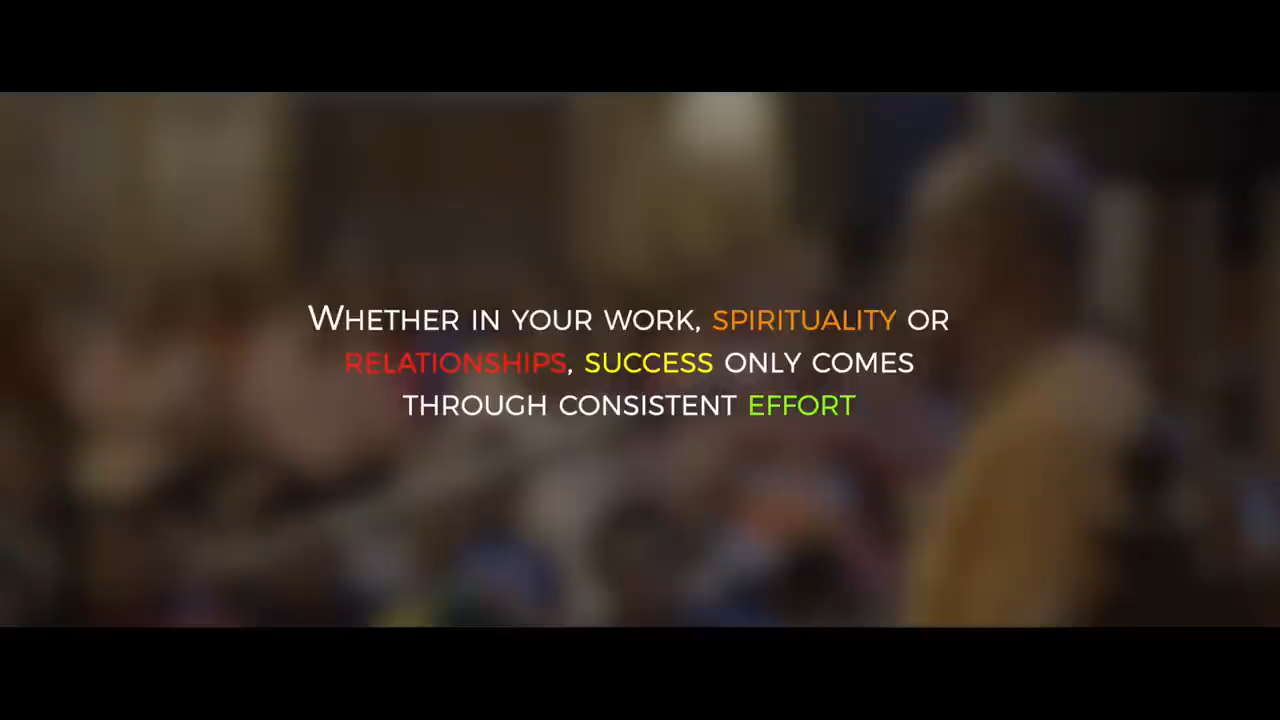 Whether in your work, spirituality or
relationships, success only comes
through consistent effort